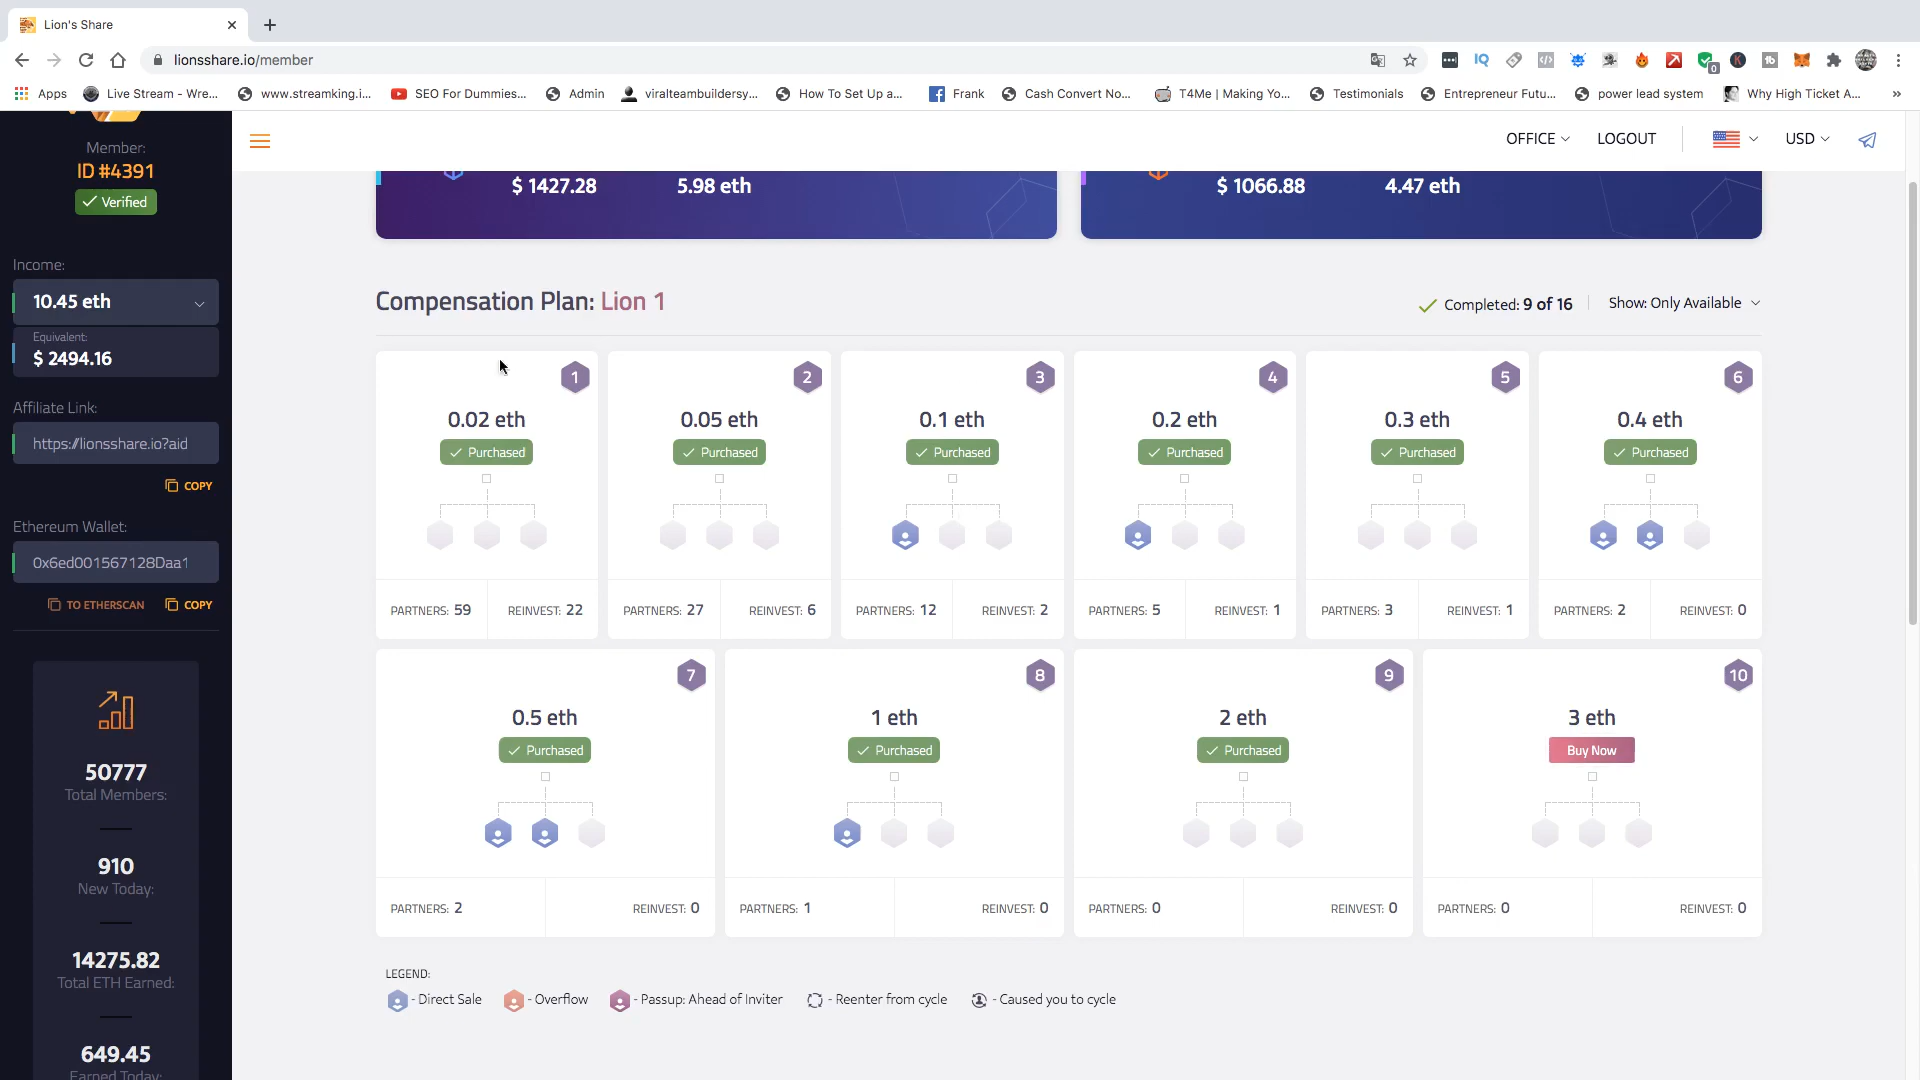 Lion's Share
lionsshare.io/member
Apps
Live Stream - Wre...
www.streamking.i...
SEO For Dummies...
Admin
viralteambuildersy...
How To Set Up a...
Frank
Cash Convert No...
T4Me | Making Yo...
Testimonials
Entrepreneur Futu...
power lead system
Why High Ticket A...
»
OFFICE
LOGOUT
USD
Member:
ID #4391
Verified
Income:
10.45 eth
Equivalent:
$ 2494.16
Affiliate Link:
https://lionsshare.io?aid
COPY
Ethereum Wallet:
0x6ed001567128Daa1
TO ETHERSCAN COPY
50777
Total Members:
910
New Today:
14275.82
Total ETH Earned:
649.45
Earned Today:
$ 1427.28 5.98 eth
$ 1066.88 4.47 eth
Compensation Plan: Lion 1
Completed: 9 of 16
Show: Only Available
1
0.02 eth
Purchased
PARTNERS: 59 REINVEST: 22
2
0.05 eth
Purchased
PARTNERS: 27 REINVEST: 6
3
0.1 eth
Purchased
PARTNERS: 12 REINVEST: 2
4
0.2 eth
Purchased
PARTNERS: 5 REINVEST: 1
5
0.3 eth
Purchased
PARTNERS: 3 REINVEST: 1
6
0.4 eth
Purchased
PARTNERS: 2 REINVEST: 0
7
0.5 eth
Purchased
PARTNERS: 2 REINVEST: 0
8
1 eth
Purchased
PARTNERS: 1 REINVEST: 0
9
2 eth
Purchased
PARTNERS: 0 REINVEST: 0
10
3 eth
Buy Now
PARTNERS: 0 REINVEST: 0
LEGEND:
- Direct Sale - Overflow - Passup: Ahead of Inviter - Reenter from cycle - Caused you to cycle